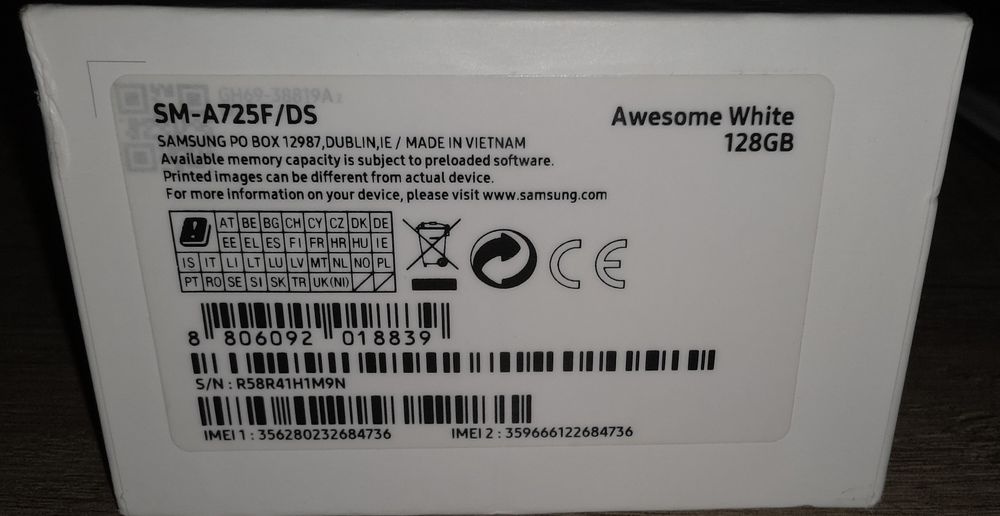 GH69-38819A
SM-A725F/DS
Awesome White
128GB
SAMSUNG PO BOX 12987,DUBLIN,IE / MADE IN VIETNAM
Available memory capacity is subject to preloaded software.
Printed images can be different from actual device.
For more information on your device, please visit www.samsung.com
AT BE BG CH CY CZ DK DE
EE EL ES FI FR HR HU IE
IS IT LI LT LU LV MT NL NO PL
PT RO SE SI SK TR UK(NI)
CE
8 806092 018839
S/N : R58R41H1M9N
IMEI 1 : 356280232684736 IMEI 2 : 359666122684736